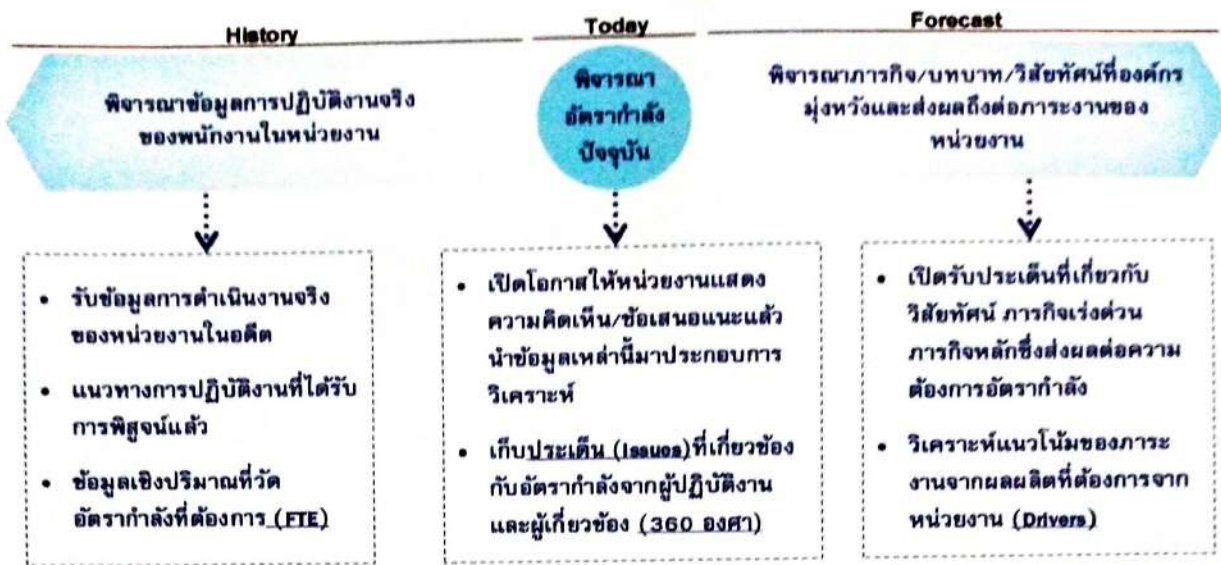 History
Today
Forecast
พิจารณาข้อมูลการปฏิบัติงานจริง
ของพนักงานในหน่วยงาน
พิจารณา
อัตรากำลัง
ปัจจุบัน
พิจารณาภารกิจ/บทบาท/วิสัยทัศน์ที่องค์กร
มุ่งหวังและส่งผลถึงต่อภาระงานของ
หน่วยงาน
• รับข้อมูลการดำเนินงานจริง
ของหน่วยงานในอดีต
• แนวทางการปฏิบัติงานที่ได้รับ
การพิสูจน์แล้ว
• ข้อมูลเชิงปริมาณที่วัด
อัตรากำลังที่ต้องการ (FTE)
• เปิดโอกาสให้หน่วยงานแสดง
ความคิดเห็น/ข้อเสนอแนะแล้ว
นำข้อมูลเหล่านี้มาประกอบการ
วิเคราะห์
• เก็บประเด็น (Issues)ที่เกี่ยวข้อง
กับอัตรากำลังจากผู้ปฏิบัติงาน
และผู้เกี่ยวข้อง (360 องศา)
• เปิดรับประเด็นที่เกี่ยวกับ
วิสัยทัศน์ ภารกิจเร่งด่วน
ภารกิจหลักซึ่งส่งผลต่อความ
ต้องการอัตรากำลัง
• วิเคราะห์แนวโน้มของภาระ
งานจากผลผลิตที่ต้องการจาก
หน่วยงาน (Drivers)